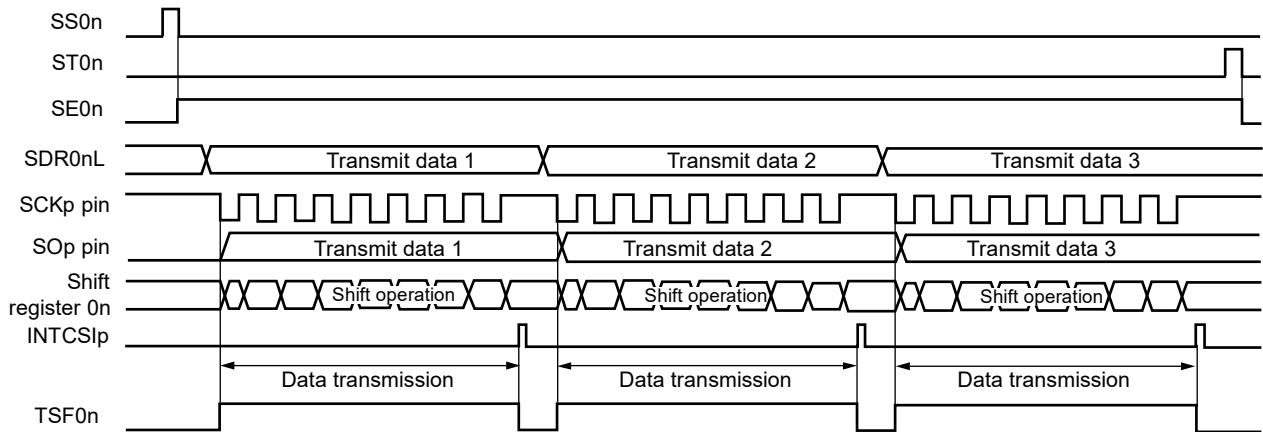 SS0n
ST0n
SE0n
SDR0nL
Transmit data 1
Transmit data 2
Transmit data 3
SCKp pin
SOp pin
Transmit data 1
Transmit data 2
Transmit data 3
Shift
register 0n
Shift operation
Shift operation
Shift operation
INTCSIp
Data transmission
Data transmission
Data transmission
TSF0n